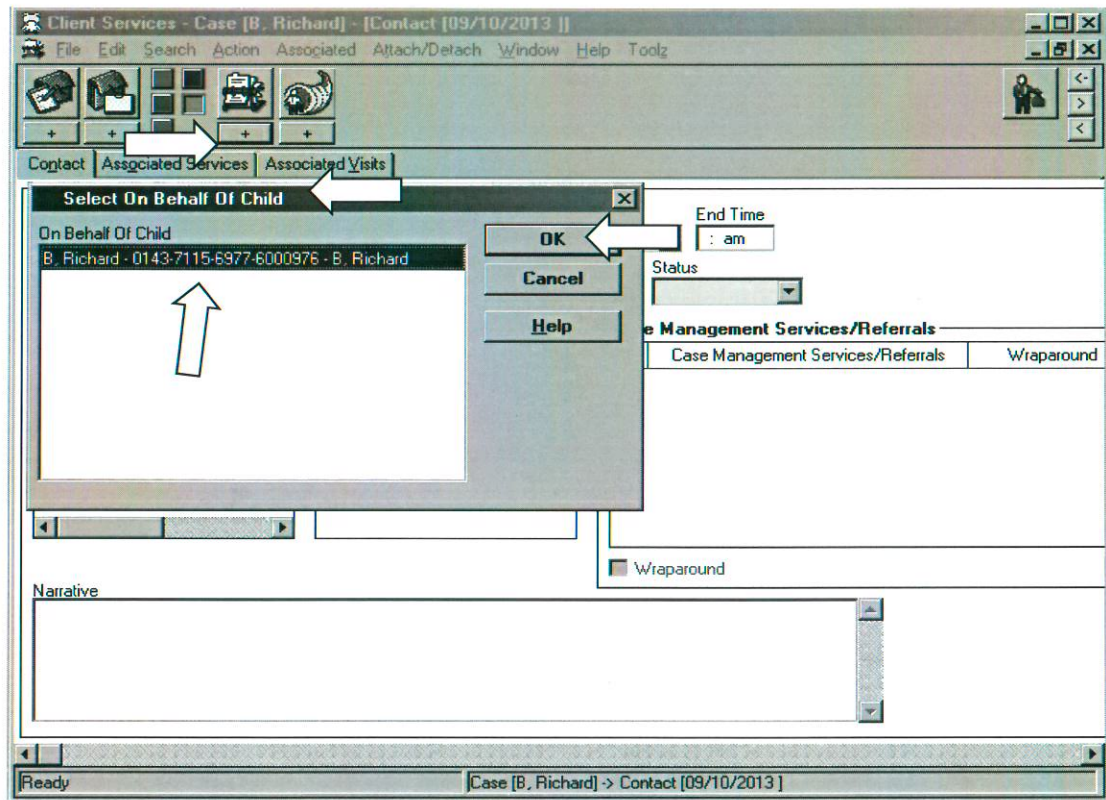 Client Services - Case [B, Richard] - [Contact [09/10/2013 ]]
File Edit Search Action Associated Attach/Detach Window Help Toolz
+ + + +
Contact Associated Services Associated Visits
Select On Behalf Of Child
On Behalf Of Child
B, Richard - 0143-7115-6977-6000976 - B, Richard
OK
Cancel
Help
End Time
: am
Status
e Management Services/Referrals
Case Management Services/Referrals Wraparound
Wraparound
Narrative
Ready Case [B, Richard] -> Contact [09/10/2013 ]